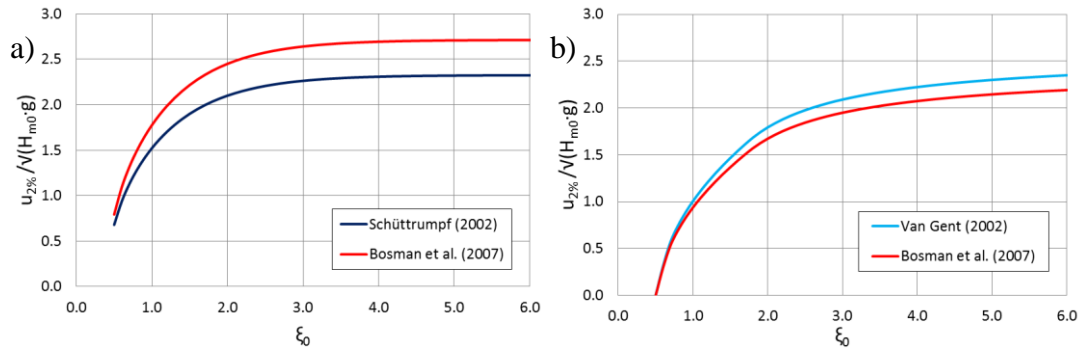 a)
u2%/√(Hm0·g)
3.0
2.5
2.0
1.5
1.0
0.5
0.0
Schüttrumpf (2002)
Bosman et al. (2007)
0.0 1.0 2.0 3.0 4.0 5.0 6.0
ξ0
b)
u2%/√(Hm0·g)
3.0
2.5
2.0
1.5
1.0
0.5
0.0
Van Gent (2002)
Bosman et al. (2007)
0.0 1.0 2.0 3.0 4.0 5.0 6.0
ξ0